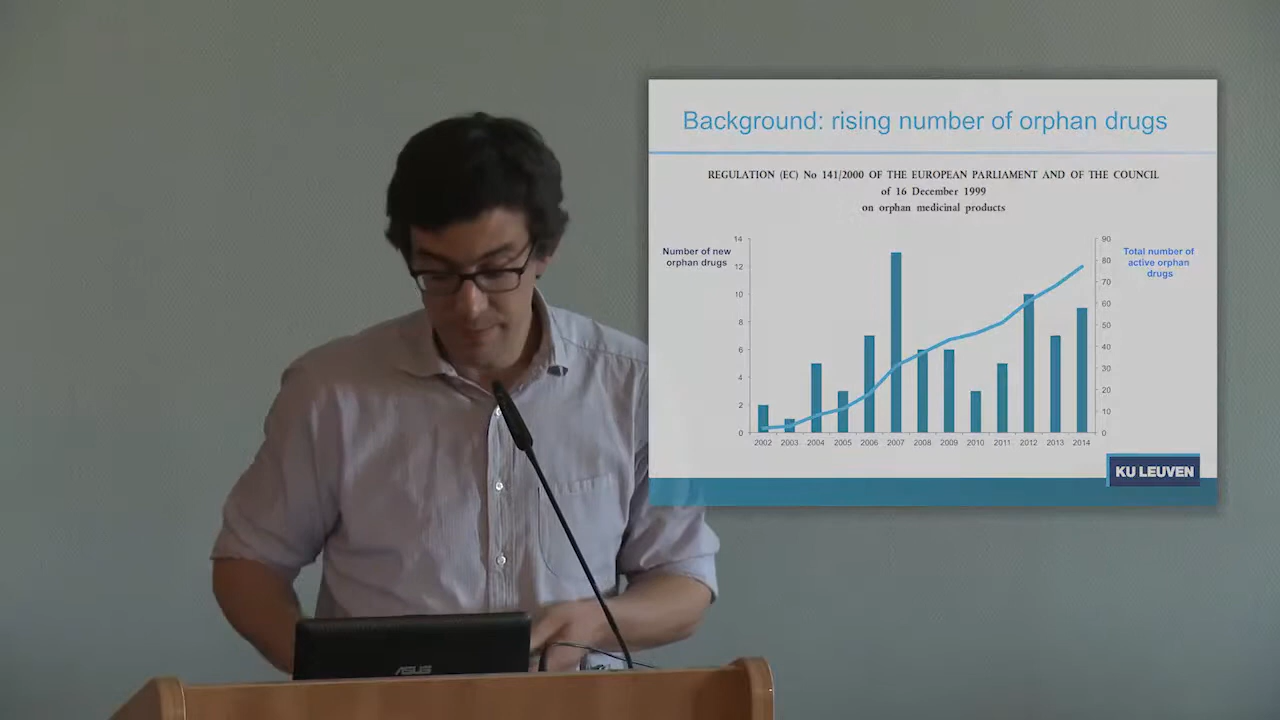 Background: rising number of orphan drugs
REGULATION (EC) No 141/2000 OF THE EUROPEAN PARLIAMENT AND OF THE COUNCIL
of 16 December 1999
on orphan medicinal products
Number of new
orphan drugs
Total number of
active orphan
drugs
14
12
10
8
6
4
2
0
90
80
70
60
50
40
30
20
10
0
2002 2003 2004 2005 2006 2007 2008 2009 2010 2011 2012 2013 2014
KU LEUVEN
ASUS